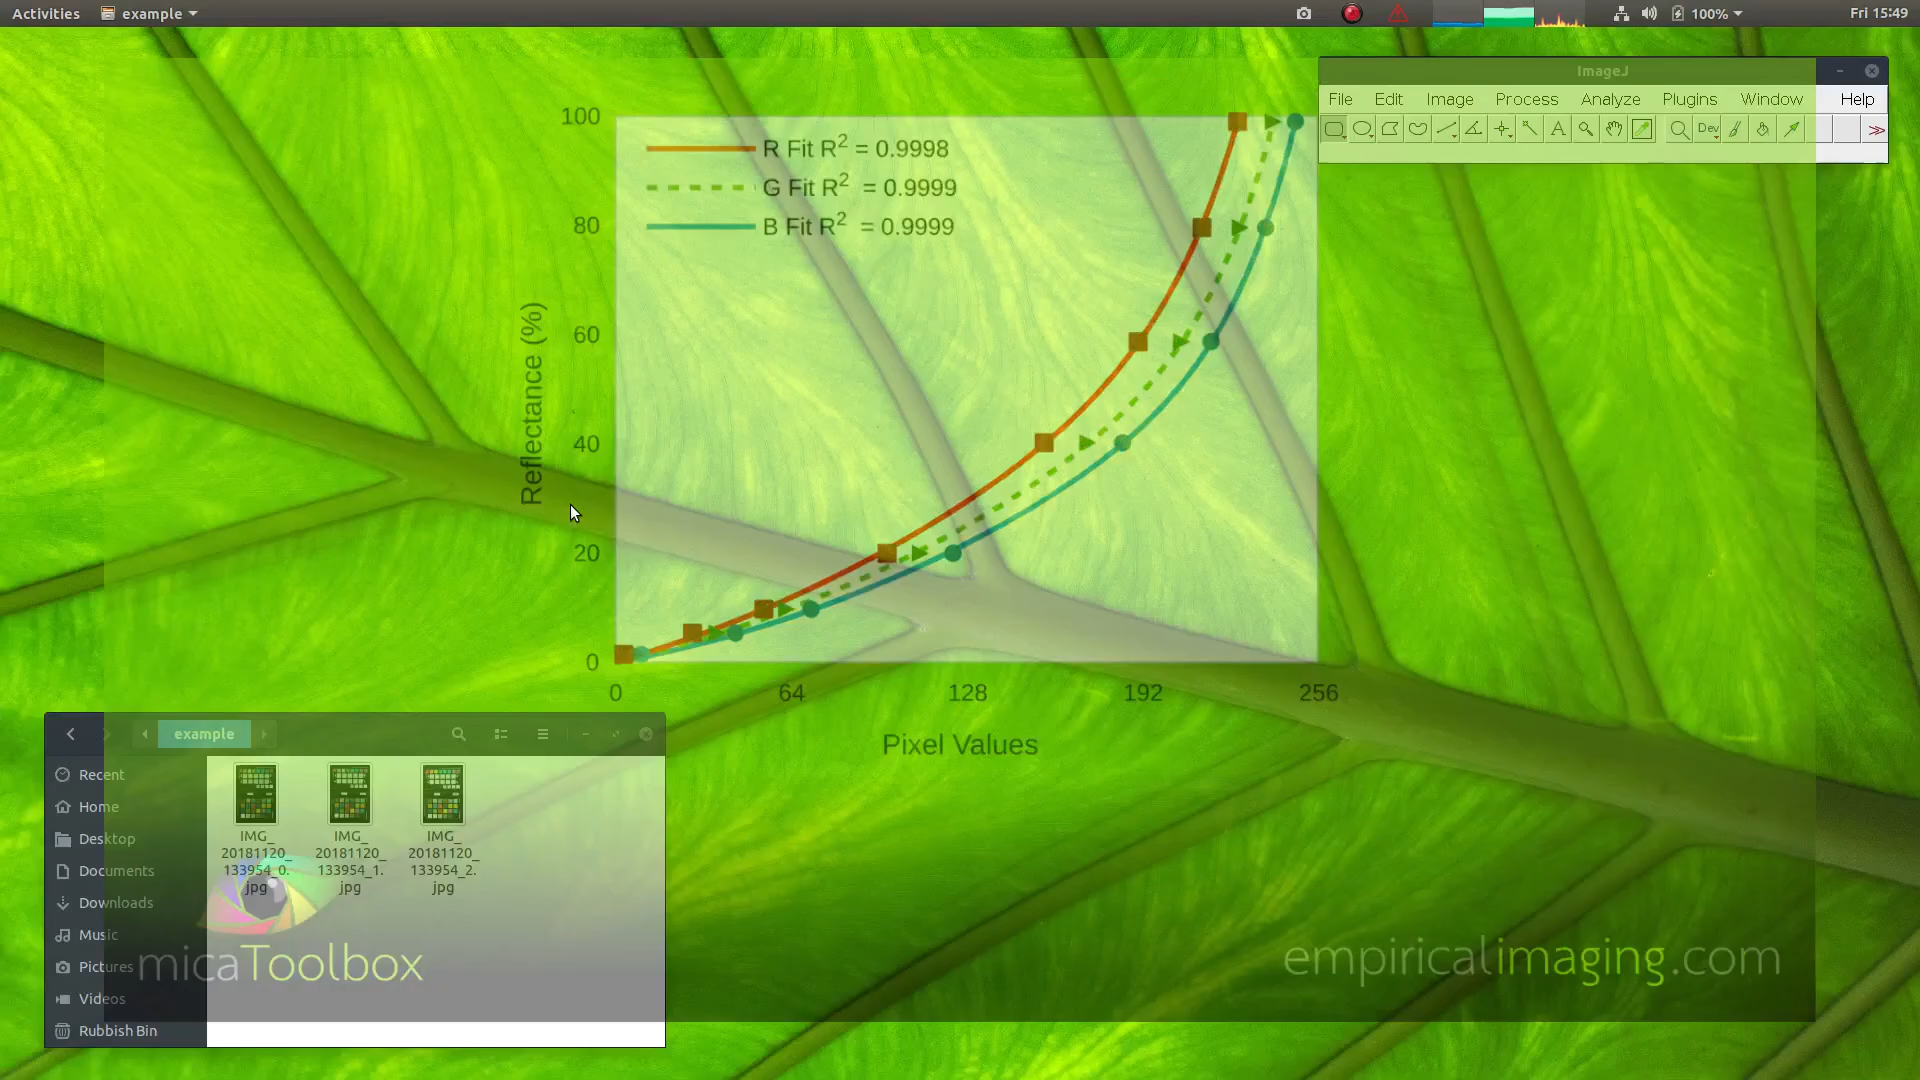 Activities
example
100%
Fri 15:49
ImageJ
File Edit Image Process Analyze Plugins Window Help
A Dev
100
80
60
40
20
0
Reflectance (%)
R Fit R² = 0.9998
G Fit R² = 0.9999
B Fit R² = 0.9999
0 64 128 192 256
Pixel Values
example
Recent
Home
Desktop
Documents
Downloads
Music
Pictures
Videos
Rubbish Bin
IMG_
20181120_
133954_0.
jpg
IMG_
20181120_
133954_1.
jpg
IMG_
20181120_
133954_2.
jpg
micaToolbox
empiricalimaging.com